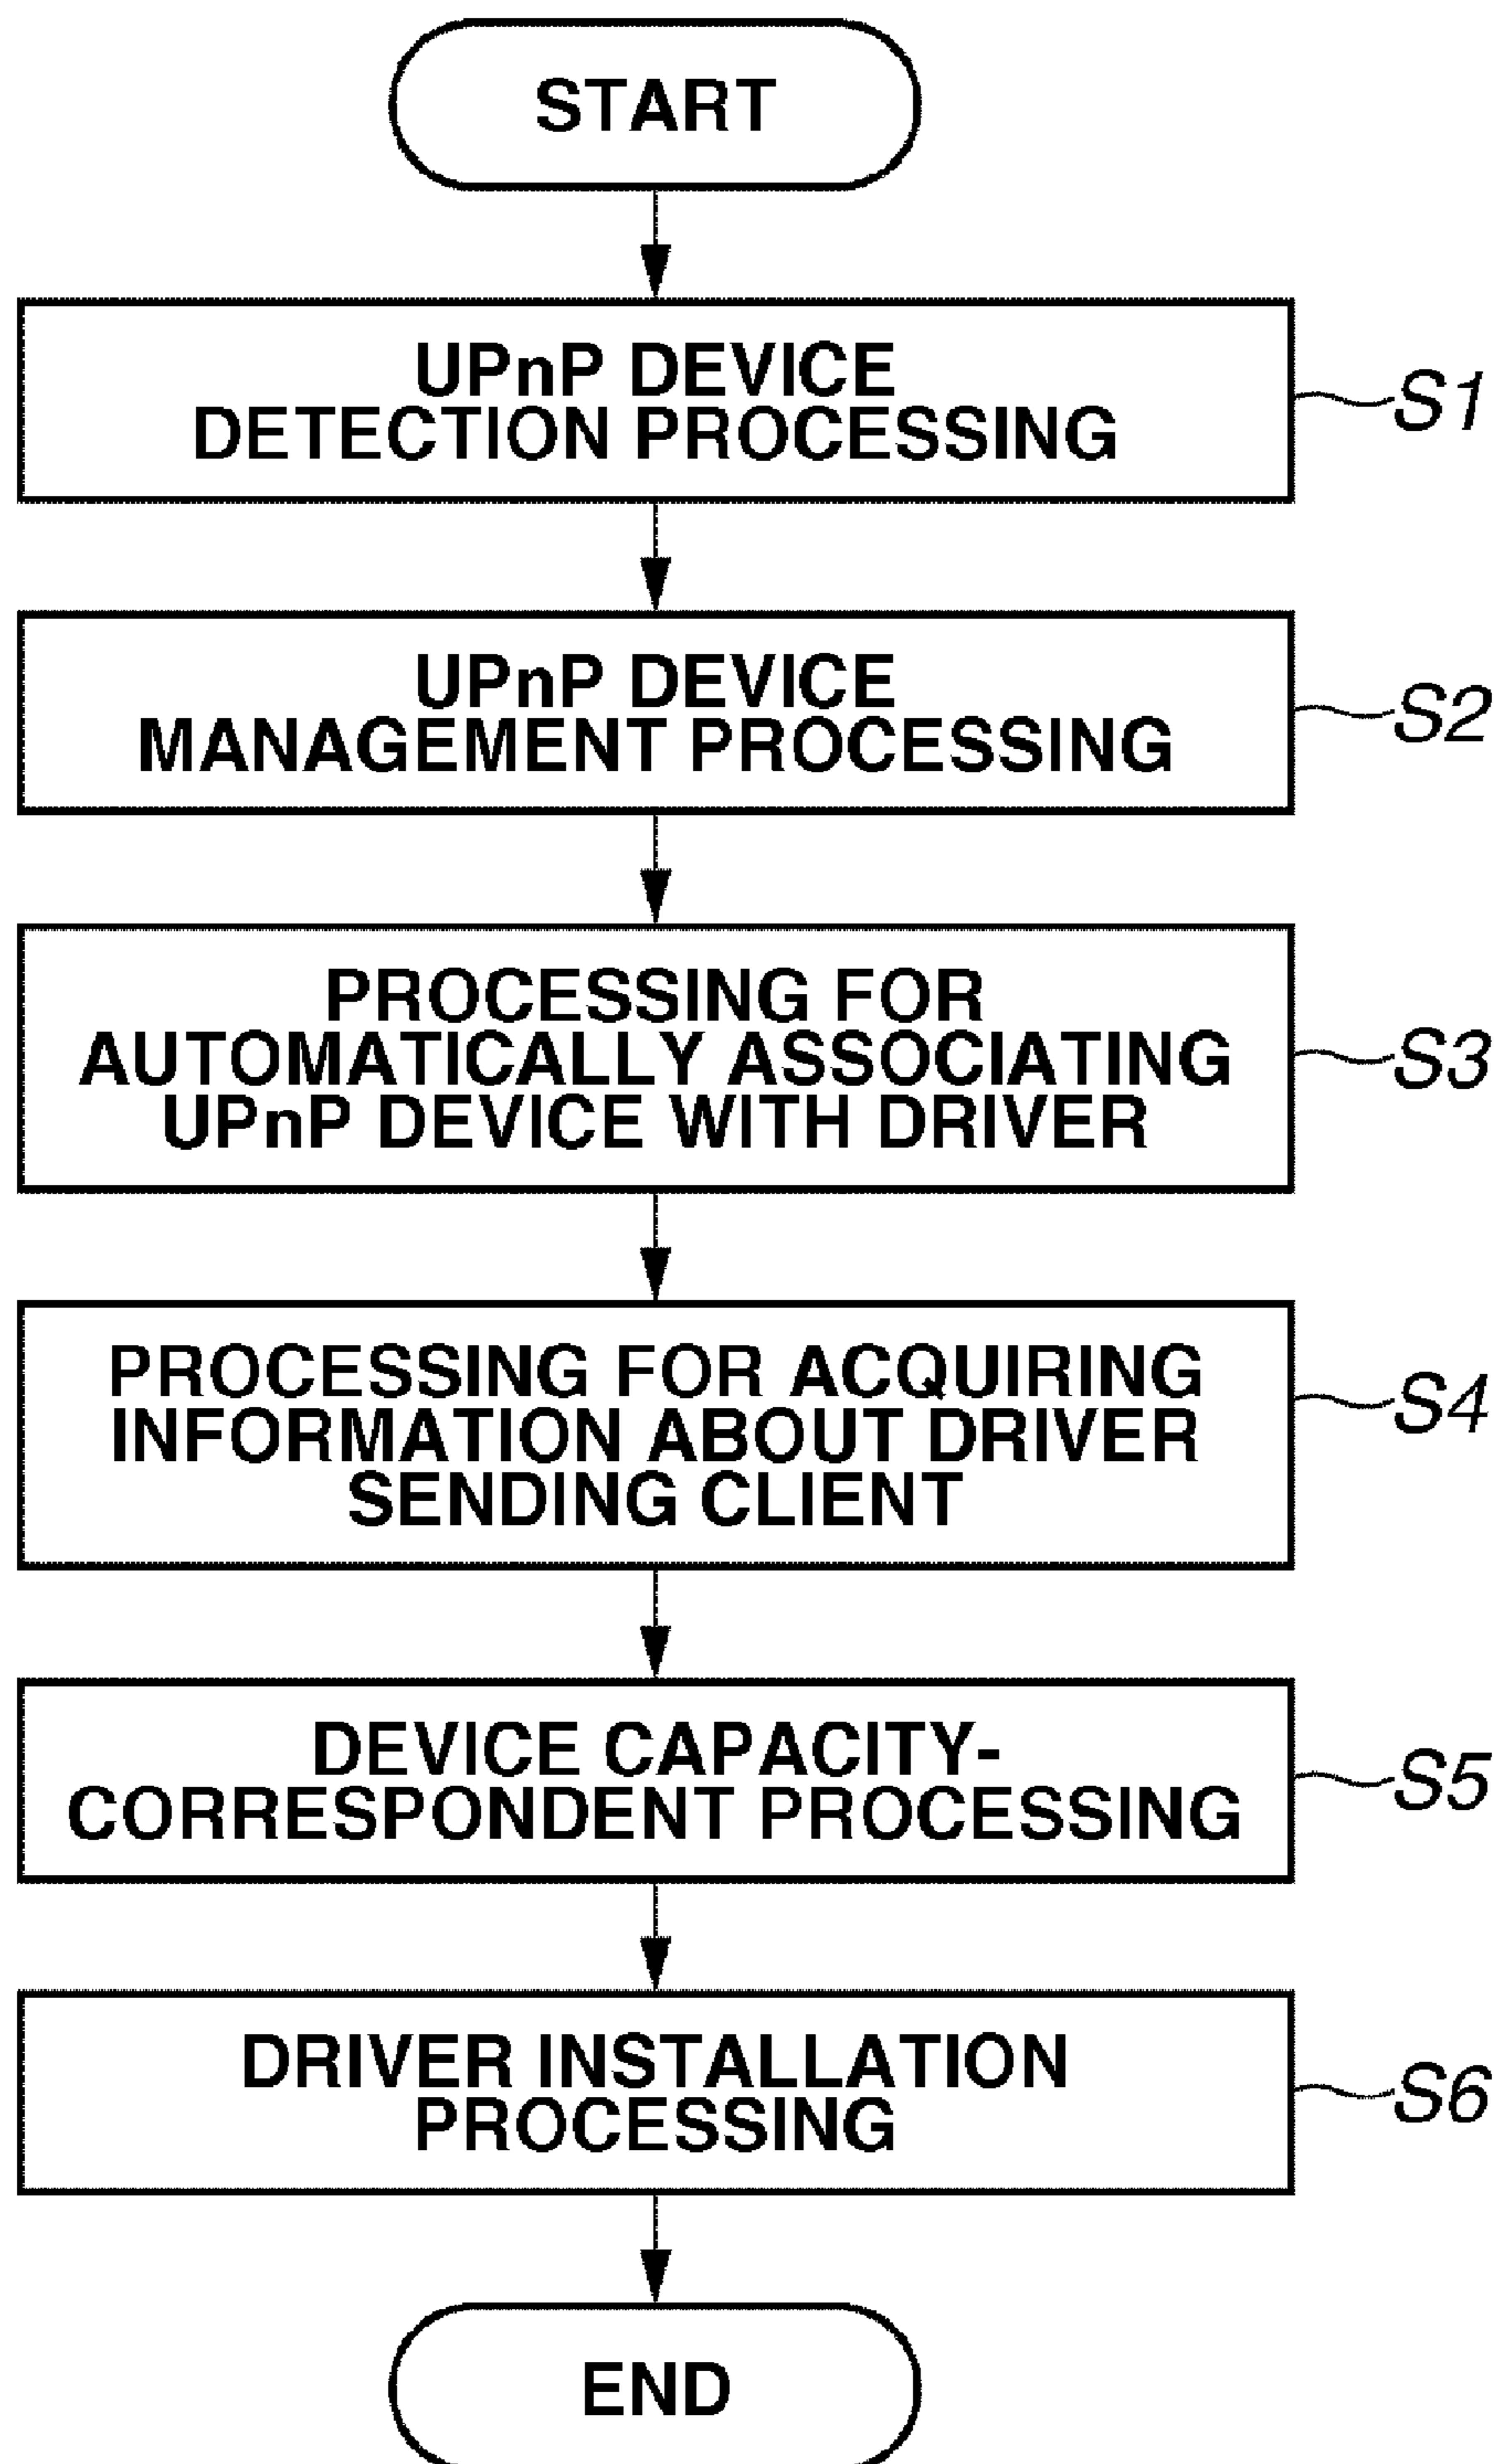 START
UPnP DEVICE
DETECTION PROCESSING
S1
UPnP DEVICE
MANAGEMENT PROCESSING
S2
PROCESSING FOR
AUTOMATICALLY ASSOCIATING
UPnP DEVICE WITH DRIVER
S3
PROCESSING FOR ACQUIRING
INFORMATION ABOUT DRIVER
SENDING CLIENT
S4
DEVICE CAPACITY-
CORRESPONDENT PROCESSING
S5
DRIVER INSTALLATION
PROCESSING
S6
END